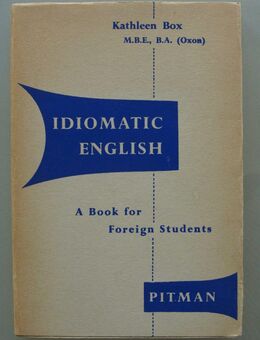 Kathleen Box
M.B.E., B.A. (Oxon)
IDIOMATIC
ENGLISH
A Book for
Foreign Students
PITMAN